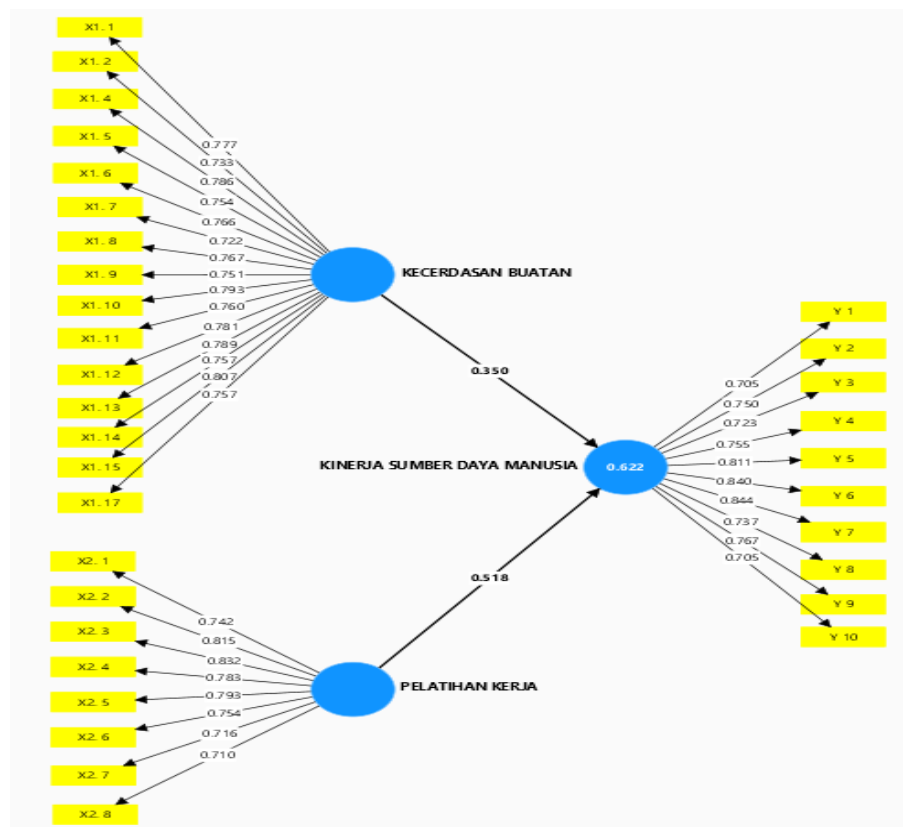 X1. 1
X1. 2
X1. 4
X1. 5
X1. 6
X1. 7
X1. 8
X1. 9
X1. 10
X1. 11
X1. 12
X1. 13
X1. 14
X1. 15
X1. 17
0.777
0.733
0.786
0.754
0.766
0.722
0.767
0.751
0.793
0.760
0.781
0.789
0.757
0.807
0.757
KECERDASAN BUATAN
0.350
KINERJA SUMBER DAYA MANUSIA
0.622
0.518
X2. 1
X2. 2
X2. 3
X2. 4
X2. 5
X2. 6
X2. 7
X2. 8
0.742
0.815
0.832
0.783
0.793
0.754
0.716
0.710
PELATIHAN KERJA
0.705
0.750
0.723
0.755
0.811
0.840
0.844
0.737
0.767
0.705
Y 1
Y 2
Y 3
Y 4
Y 5
Y 6
Y 7
Y 8
Y 9
Y 10